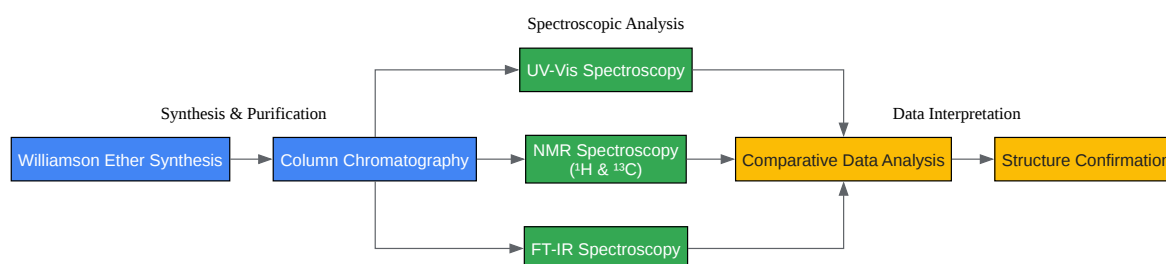 Spectroscopic Analysis
UV-Vis Spectroscopy
Synthesis & Purification
Data Interpretation
Williamson Ether Synthesis
Column Chromatography
NMR Spectroscopy
(¹H & ¹³C)
Comparative Data Analysis
Structure Confirmation
FT-IR Spectroscopy